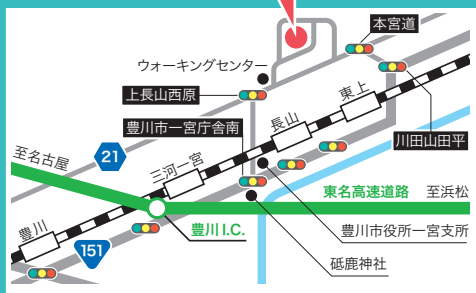 本宮道
ウォーキングセンター
上長山西原
東上
豊川市一宮庁舎南
長山
川田山田平
至名古屋
21
三河一宮
東名高速道路 至浜松
豊川
豊川I.C.
豊川市役所一宮支所
151
砥鹿神社